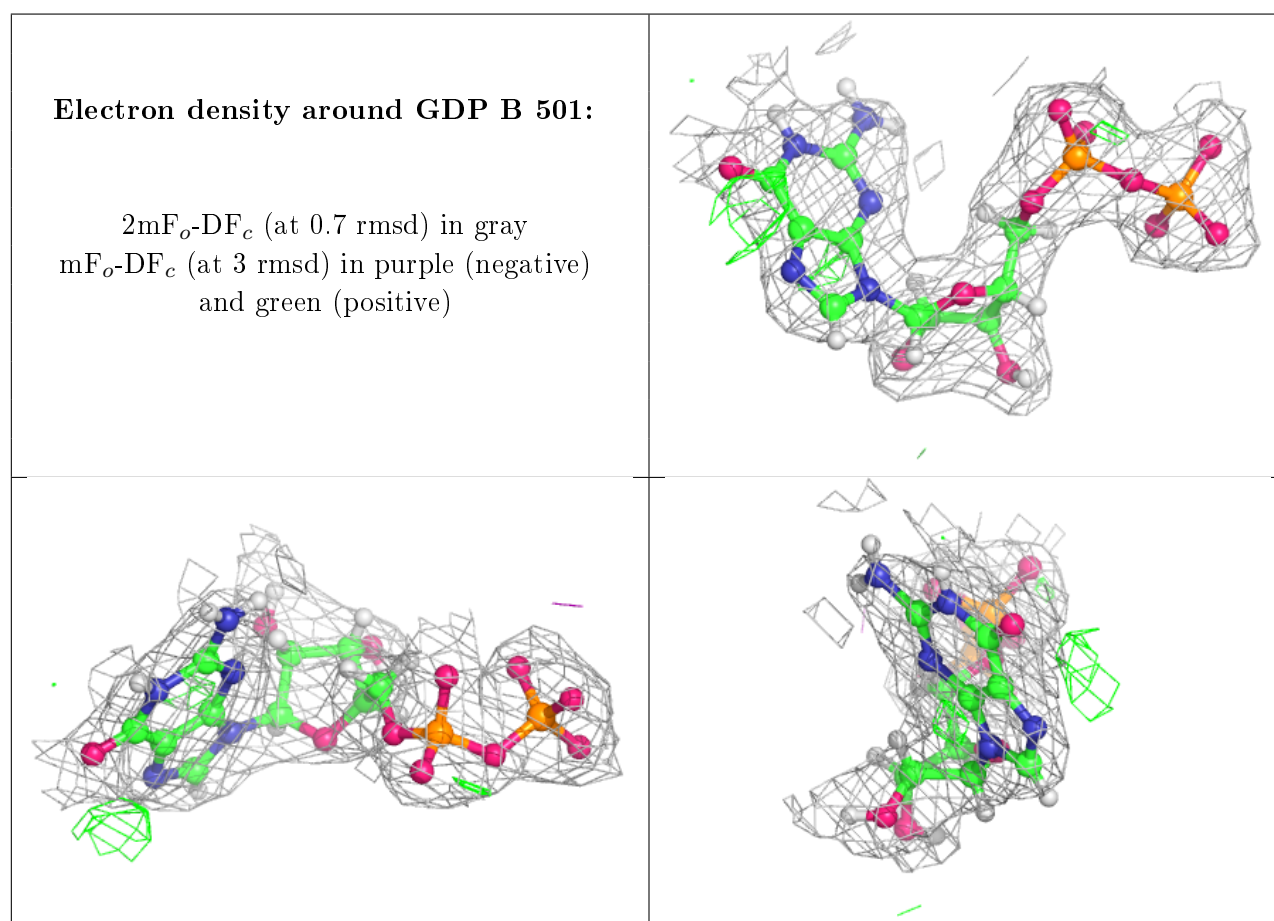 Electron density around GDP B 501:
2mFo-DFc (at 0.7 rmsd) in gray
mFo-DFc (at 3 rmsd) in purple (negative)
and green (positive)